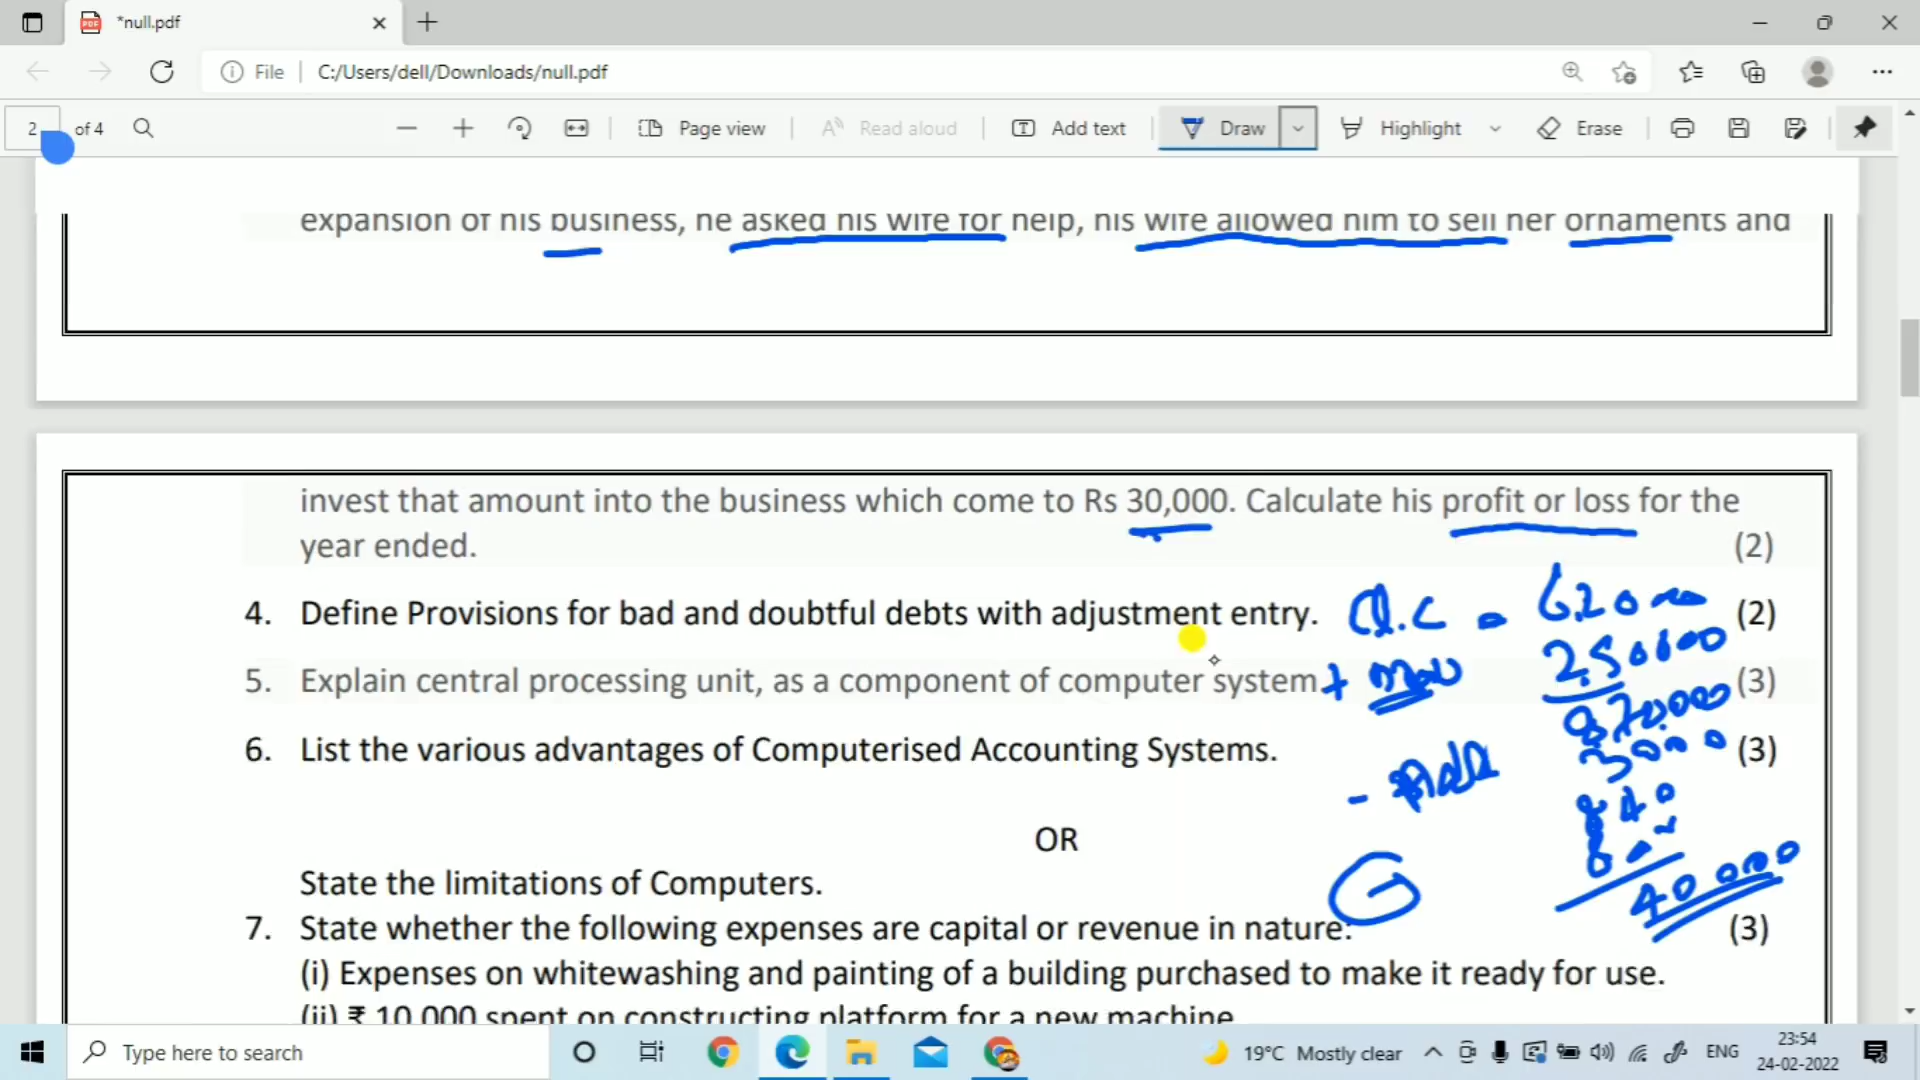 *null.pdf
File
C:/Users/dell/Downloads/null.pdf
2 of 4
Page view
Read aloud
Add text
Draw
Highlight
Erase
expansion of his business, he asked his wife for help, his wife allowed him to sell her ornaments and
invest that amount into the business which come to Rs 30,000. Calculate his profit or loss for the
year ended. (2)
4. Define Provisions for bad and doubtful debts with adjustment entry. (2)
5. Explain central processing unit, as a component of computer system. (3)
6. List the various advantages of Computerised Accounting Systems. (3)
OR
State the limitations of Computers.
7. State whether the following expenses are capital or revenue in nature: (3)
(i) Expenses on whitewashing and painting of a building purchased to make it ready for use.
(ii) ₹ 10,000 spent on constructing platform for a new machine
Type here to search
19°C Mostly clear
ENG
23:54
24-02-2022